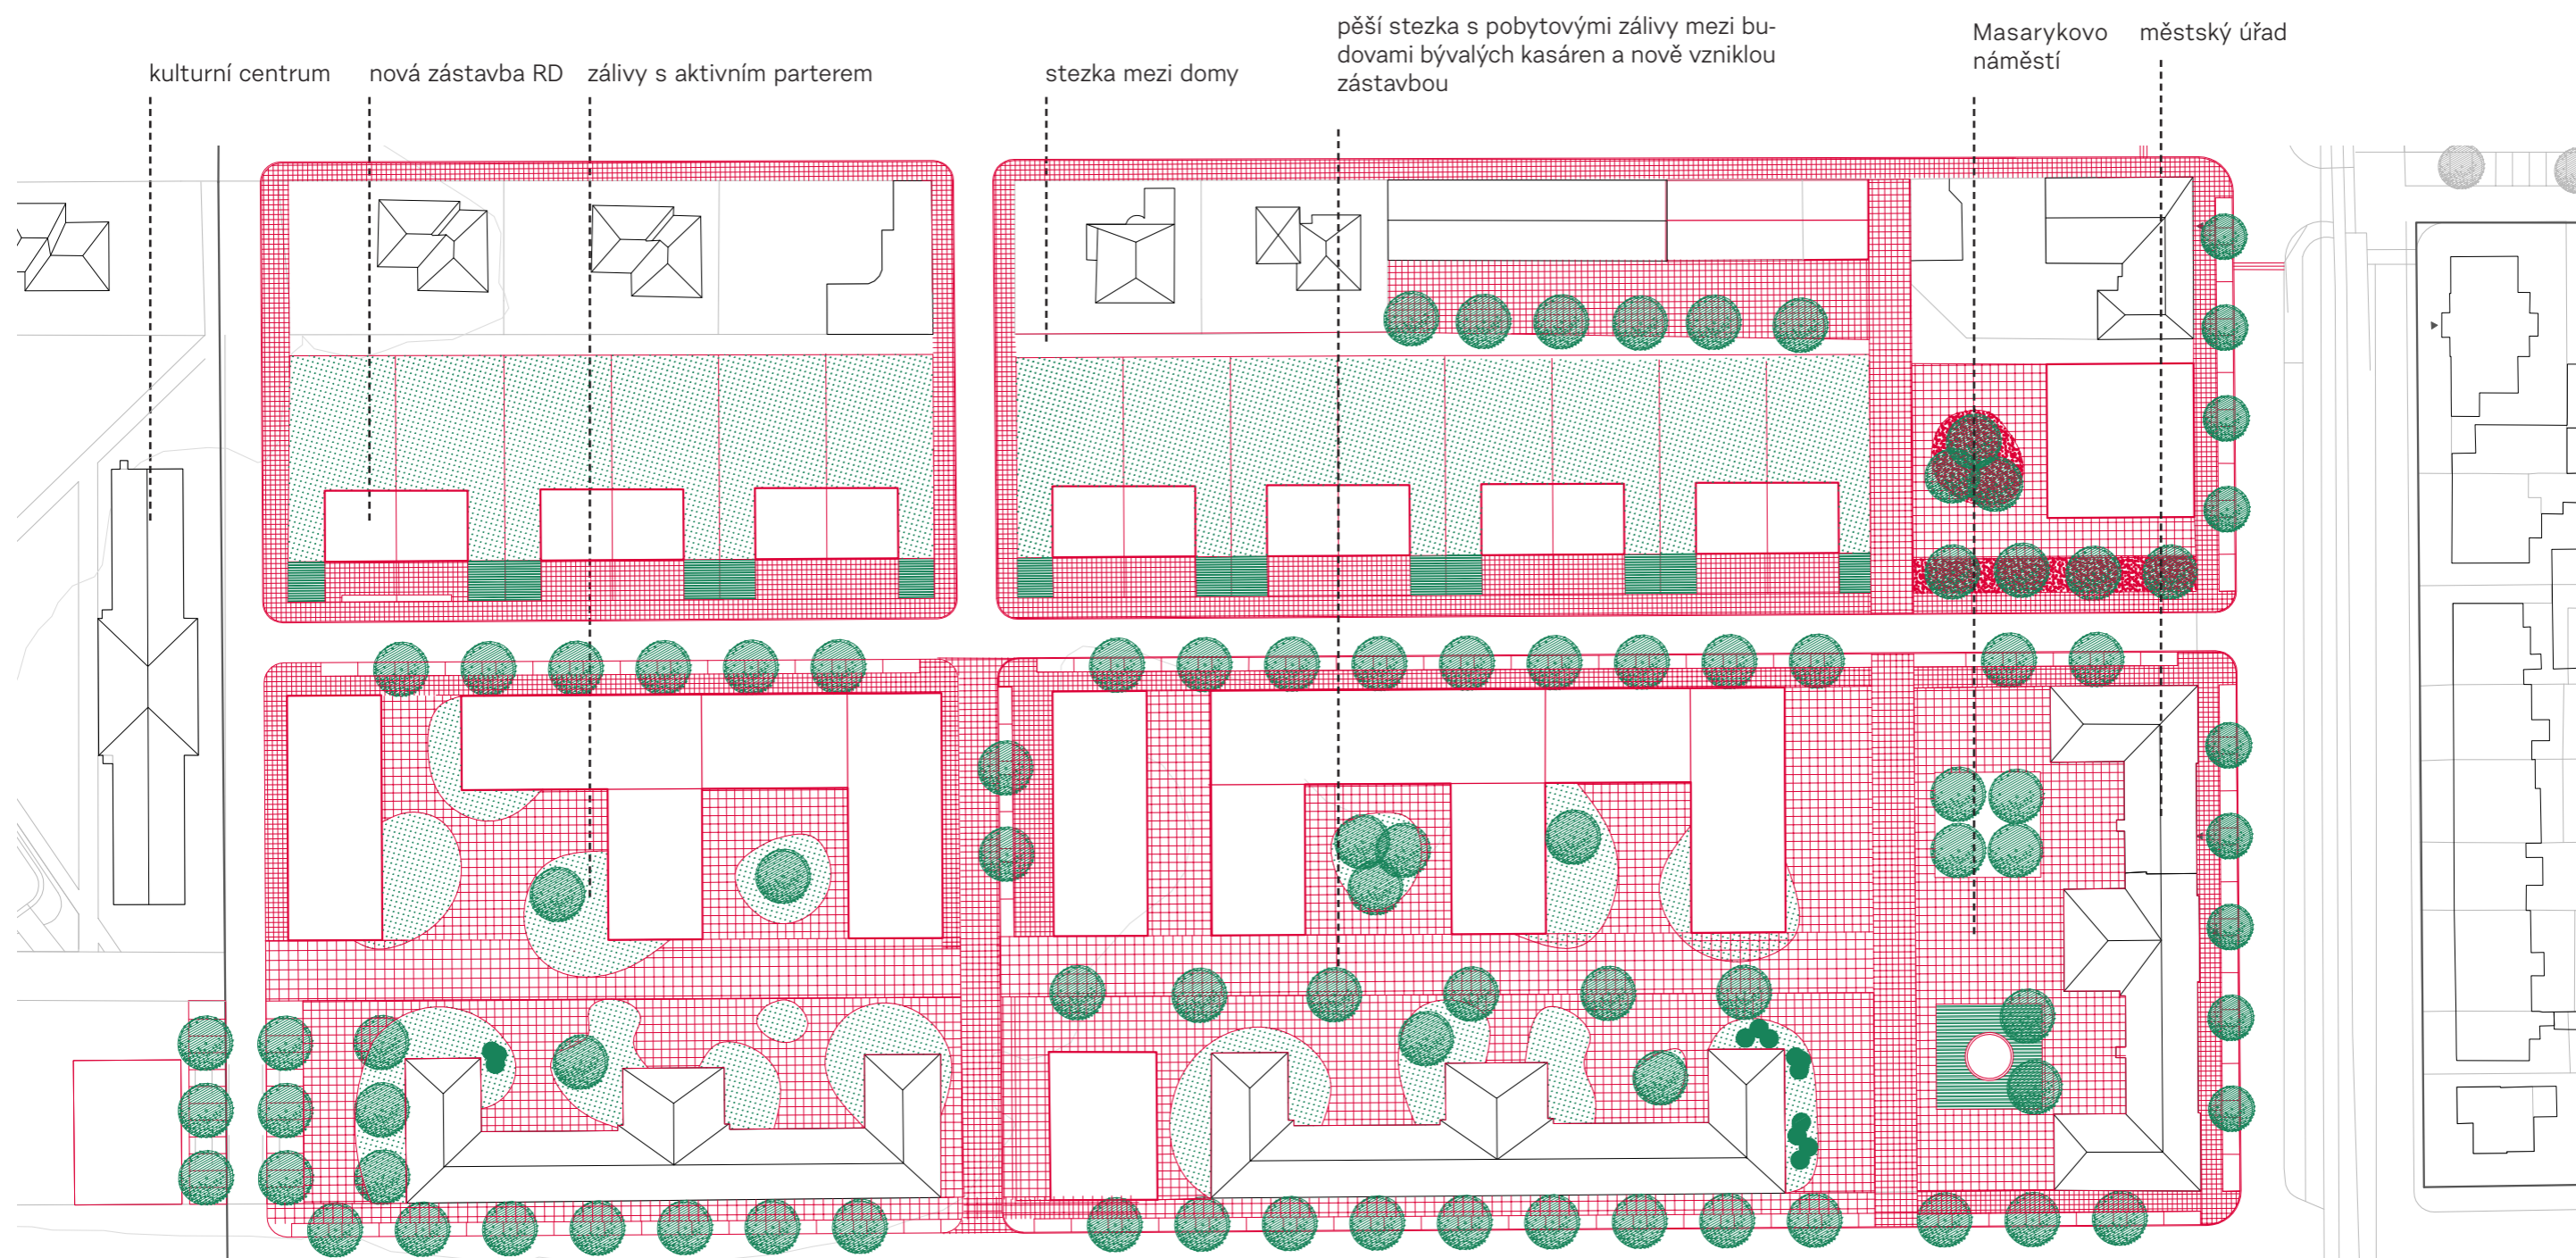 kulturní centrum
nová zástavba RD
zálivy s aktivním parterem
stezka mezi domy
pěší stezka s pobytovými zálivy mezi bu-
dovami bývalých kasáren a nově vzniklou
zástavbou
Masarykovo
náměstí
městský úřad